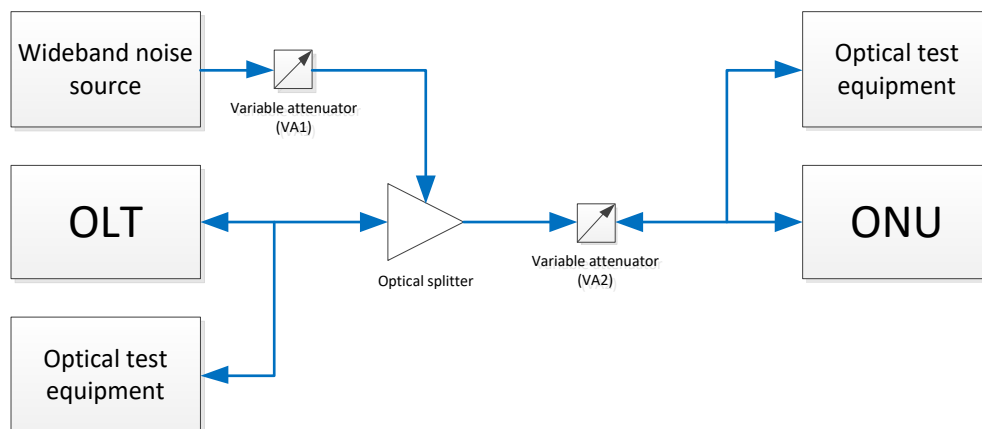 Wideband noise
source
Variable attenuator
(VA1)
Optical test
equipment
OLT
Optical splitter
Variable attenuator
(VA2)
ONU
Optical test
equipment